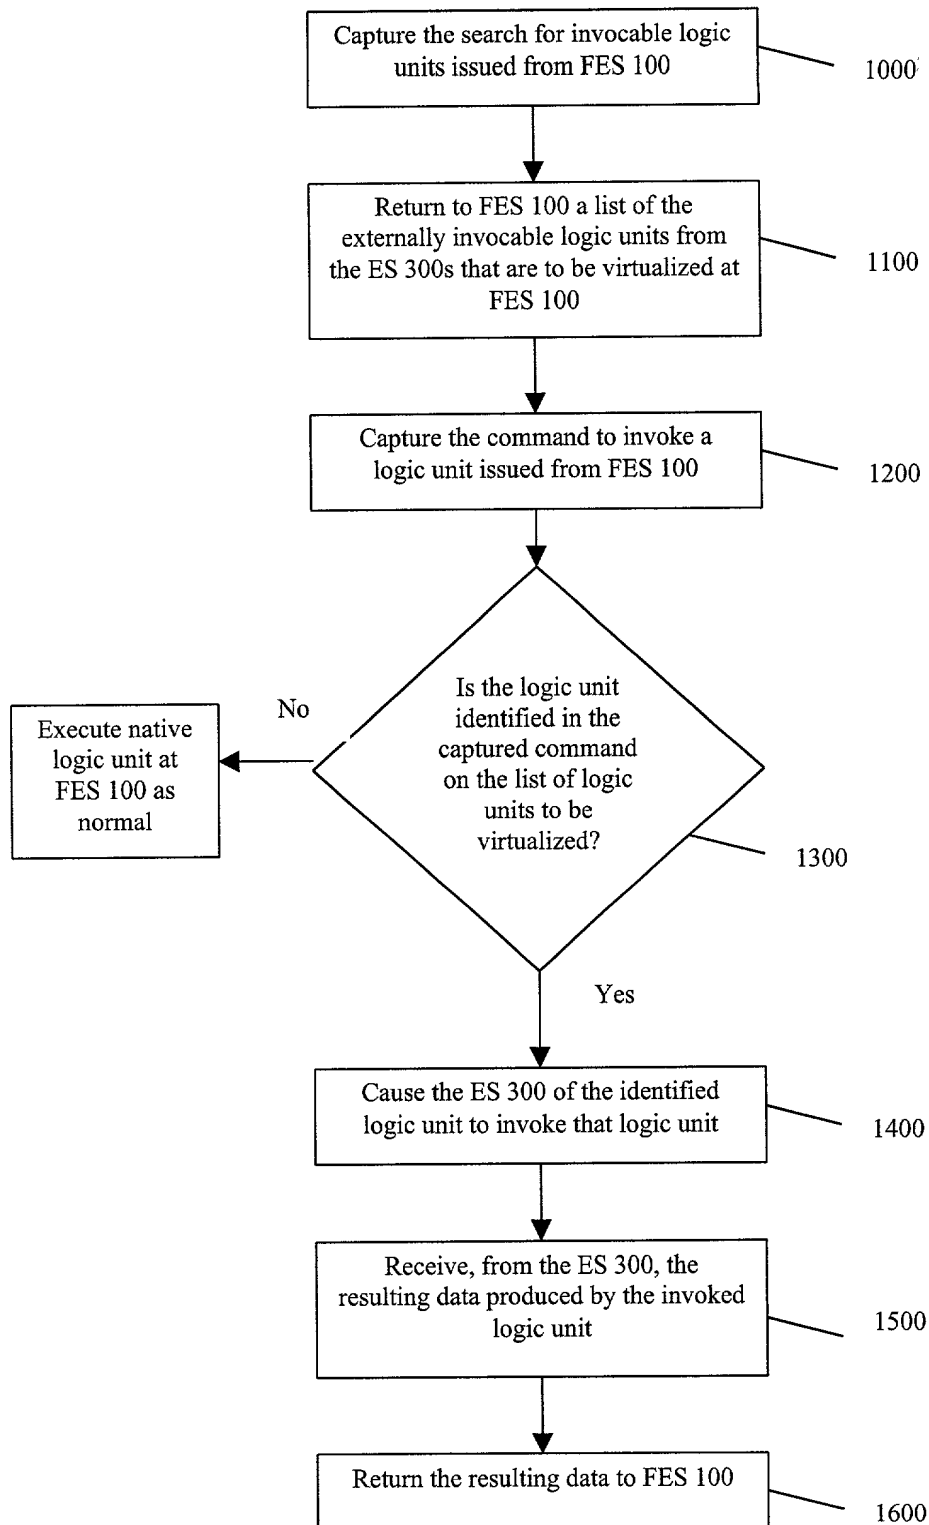 Capture the search for invocable logic
units issued from FES 100
1000
Return to FES 100 a list of the
externally invocable logic units from
the ES 300s that are to be virtualized at
FES 100
1100
Capture the command to invoke a
logic unit issued from FES 100
1200
Is the logic unit
identified in the
captured command
on the list of logic
units to be
virtualized?
1300
No
Execute native
logic unit at
FES 100 as
normal
Yes
Cause the ES 300 of the identified
logic unit to invoke that logic unit
1400
Receive, from the ES 300, the
resulting data produced by the invoked
logic unit
1500
Return the resulting data to FES 100
1600